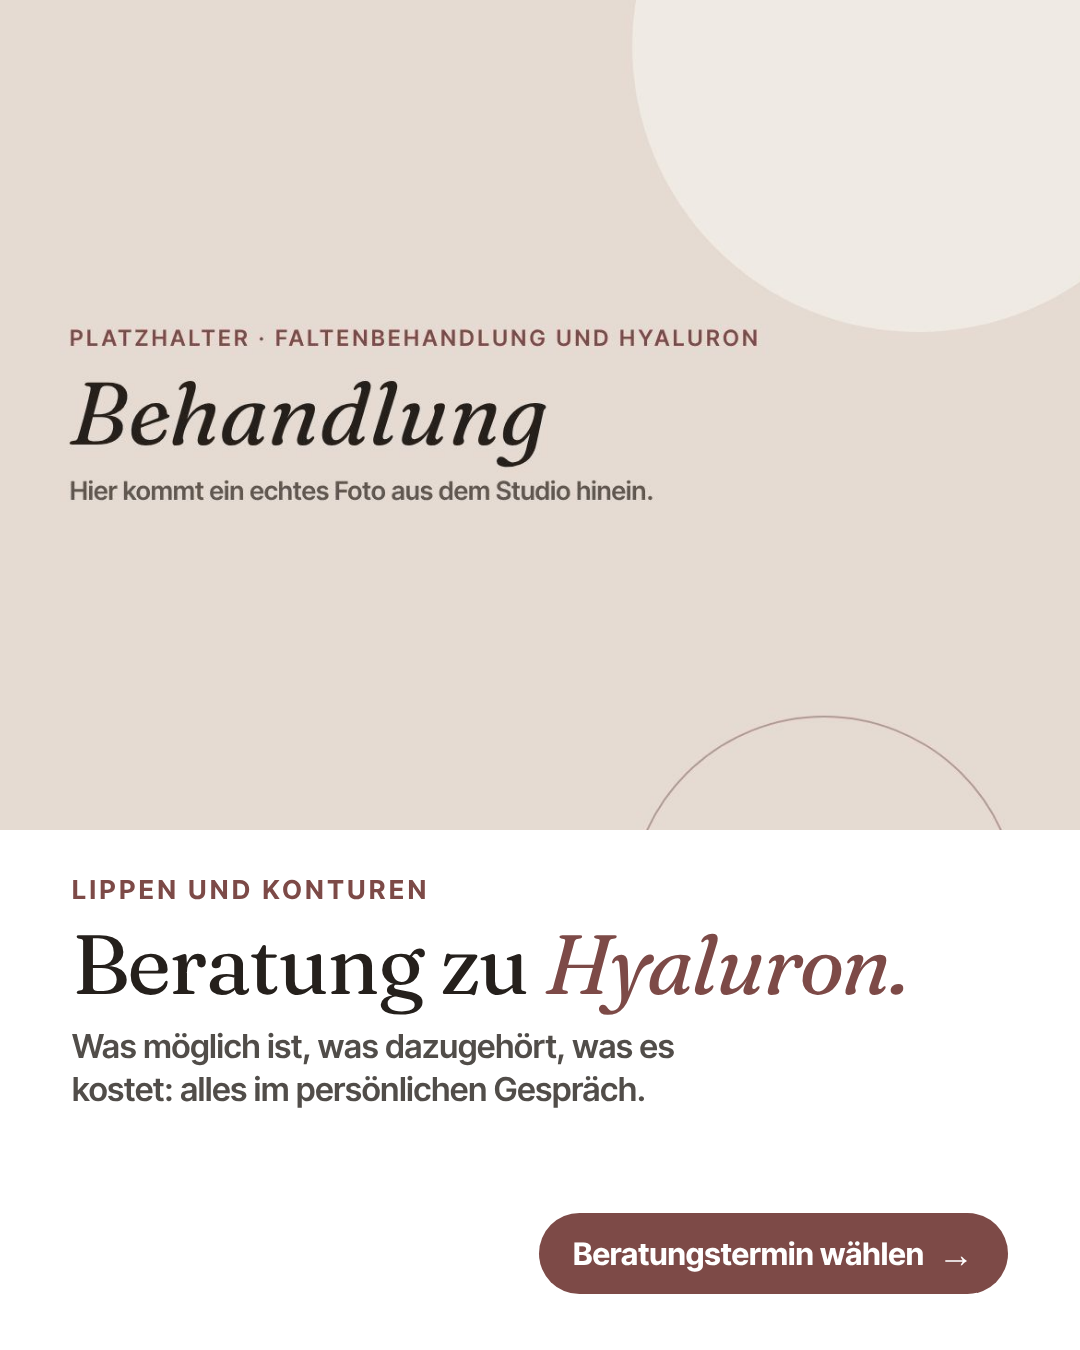 PLATZHALTER · FALTENBEHANDLUNG UND HYALURON
Behandlung
Hier kommt ein echtes Foto aus dem Studio hinein.
LIPPEN UND KONTUREN
Beratung zu Hyaluron.
Was möglich ist, was dazugehört, was es
kostet: alles im persönlichen Gespräch.
Beratungstermin wählen →